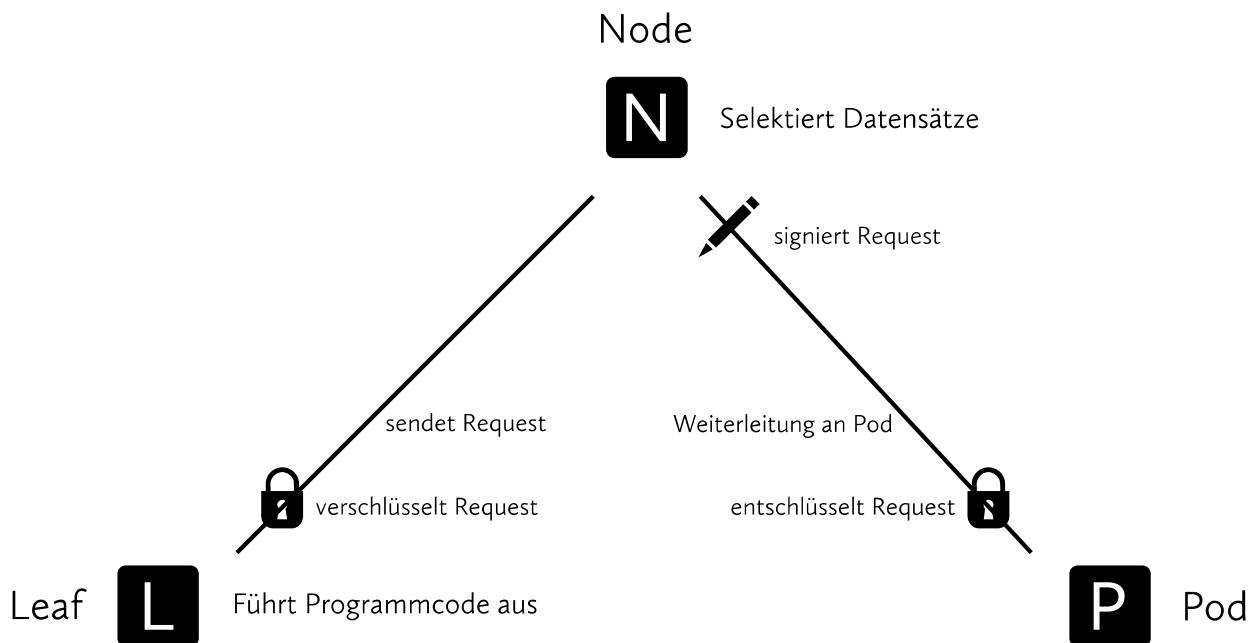 Node
N
Selektiert Datensätze
signiert Request
sendet Request
Weiterleitung an Pod
verschlüsselt Request
entschlüsselt Request
Leaf
L
Führt Programmcode aus
P
Pod